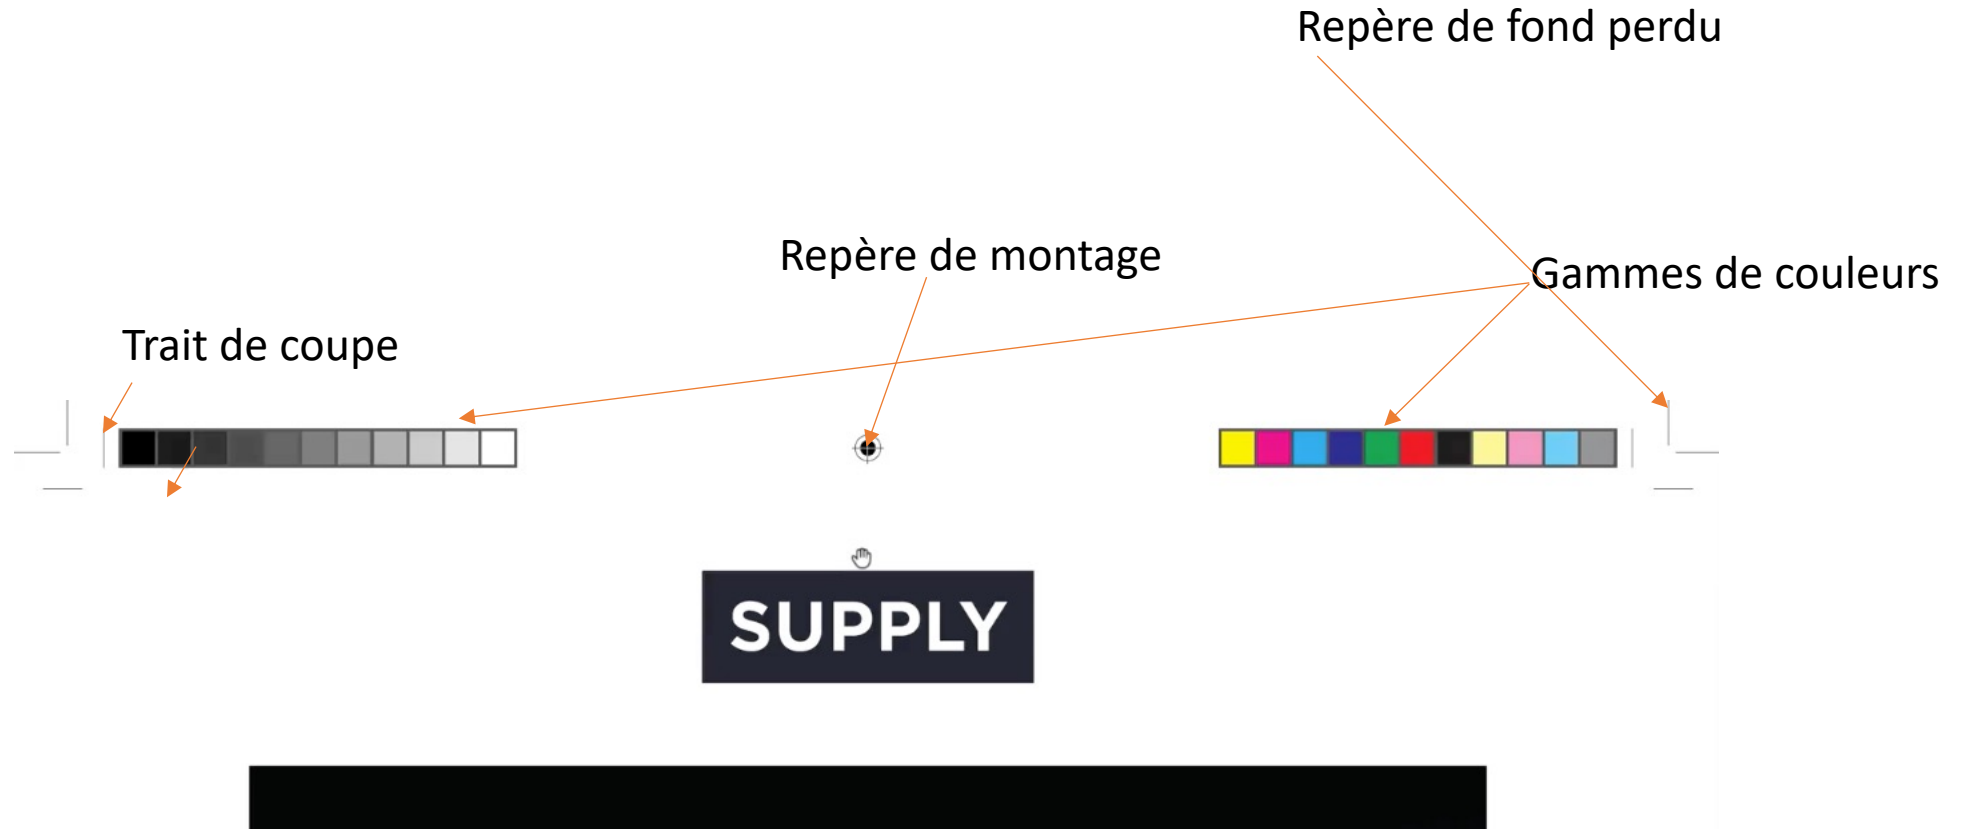 Repère de fond perdu
Repère de montage
Gammes de couleurs
Trait de coupe
SUPPLY